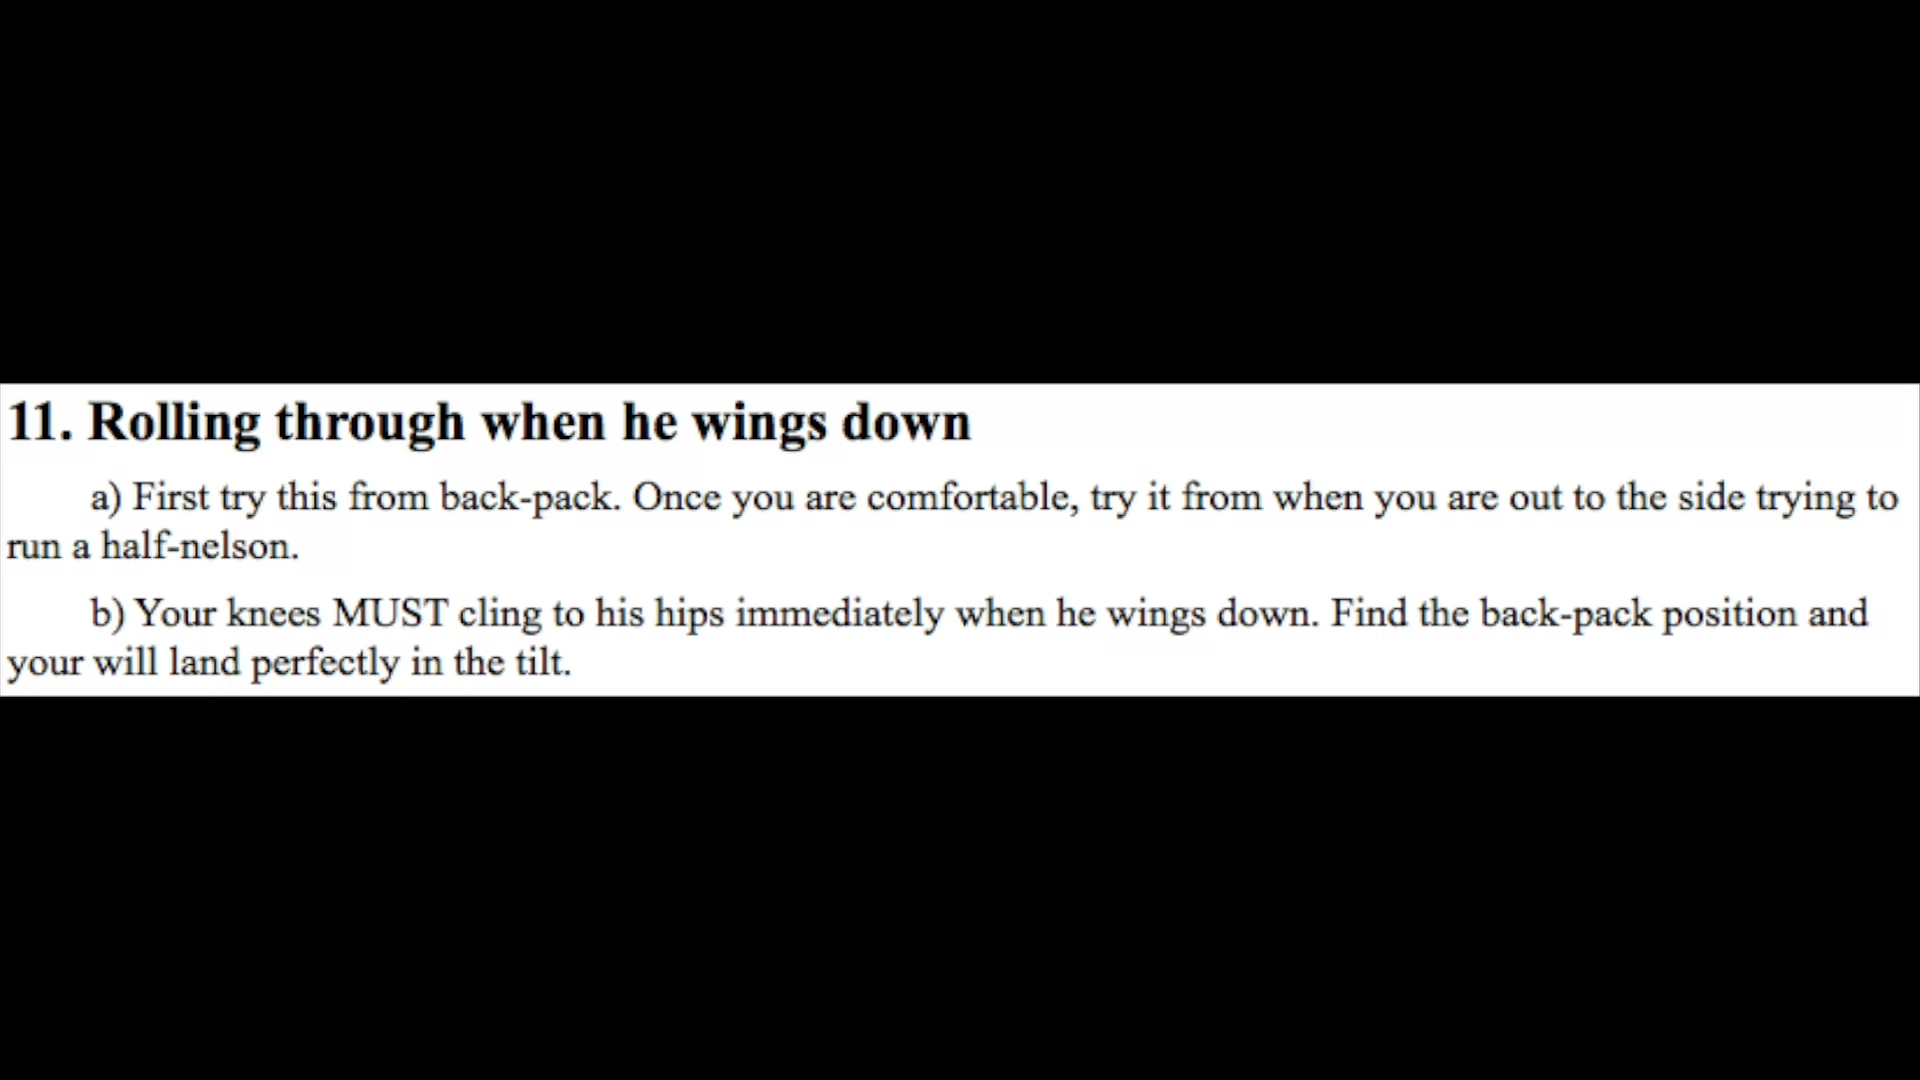 11. Rolling through when he wings down
a) First try this from back-pack. Once you are comfortable, try it from when you are out to the side trying to
run a half-nelson.
b) Your knees MUST cling to his hips immediately when he wings down. Find the back-pack position and
your will land perfectly in the tilt.